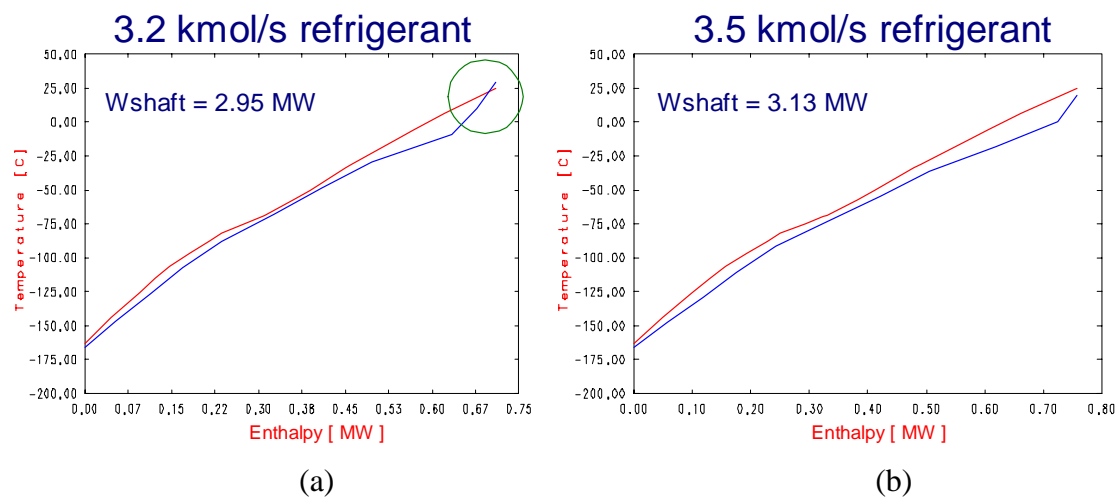 3.2 kmol/s refrigerant
Wshaft = 2.95 MW
Temperature [C]
50.00
25.00
0.00
-25.00
-50.00
-75.00
-100.00
-125.00
-150.00
-175.00
-200.00
0.00 0.07 0.15 0.22 0.30 0.38 0.45 0.53 0.60 0.67 0.75
Enthalpy [ MW ]
(a)
3.5 kmol/s refrigerant
Wshaft = 3.13 MW
Temperature [C]
50.00
25.00
0.00
-25.00
-50.00
-75.00
-100.00
-125.00
-150.00
-175.00
-200.00
0.00 0.10 0.20 0.30 0.40 0.50 0.60 0.70 0.80
Enthalpy [ MW ]
(b)